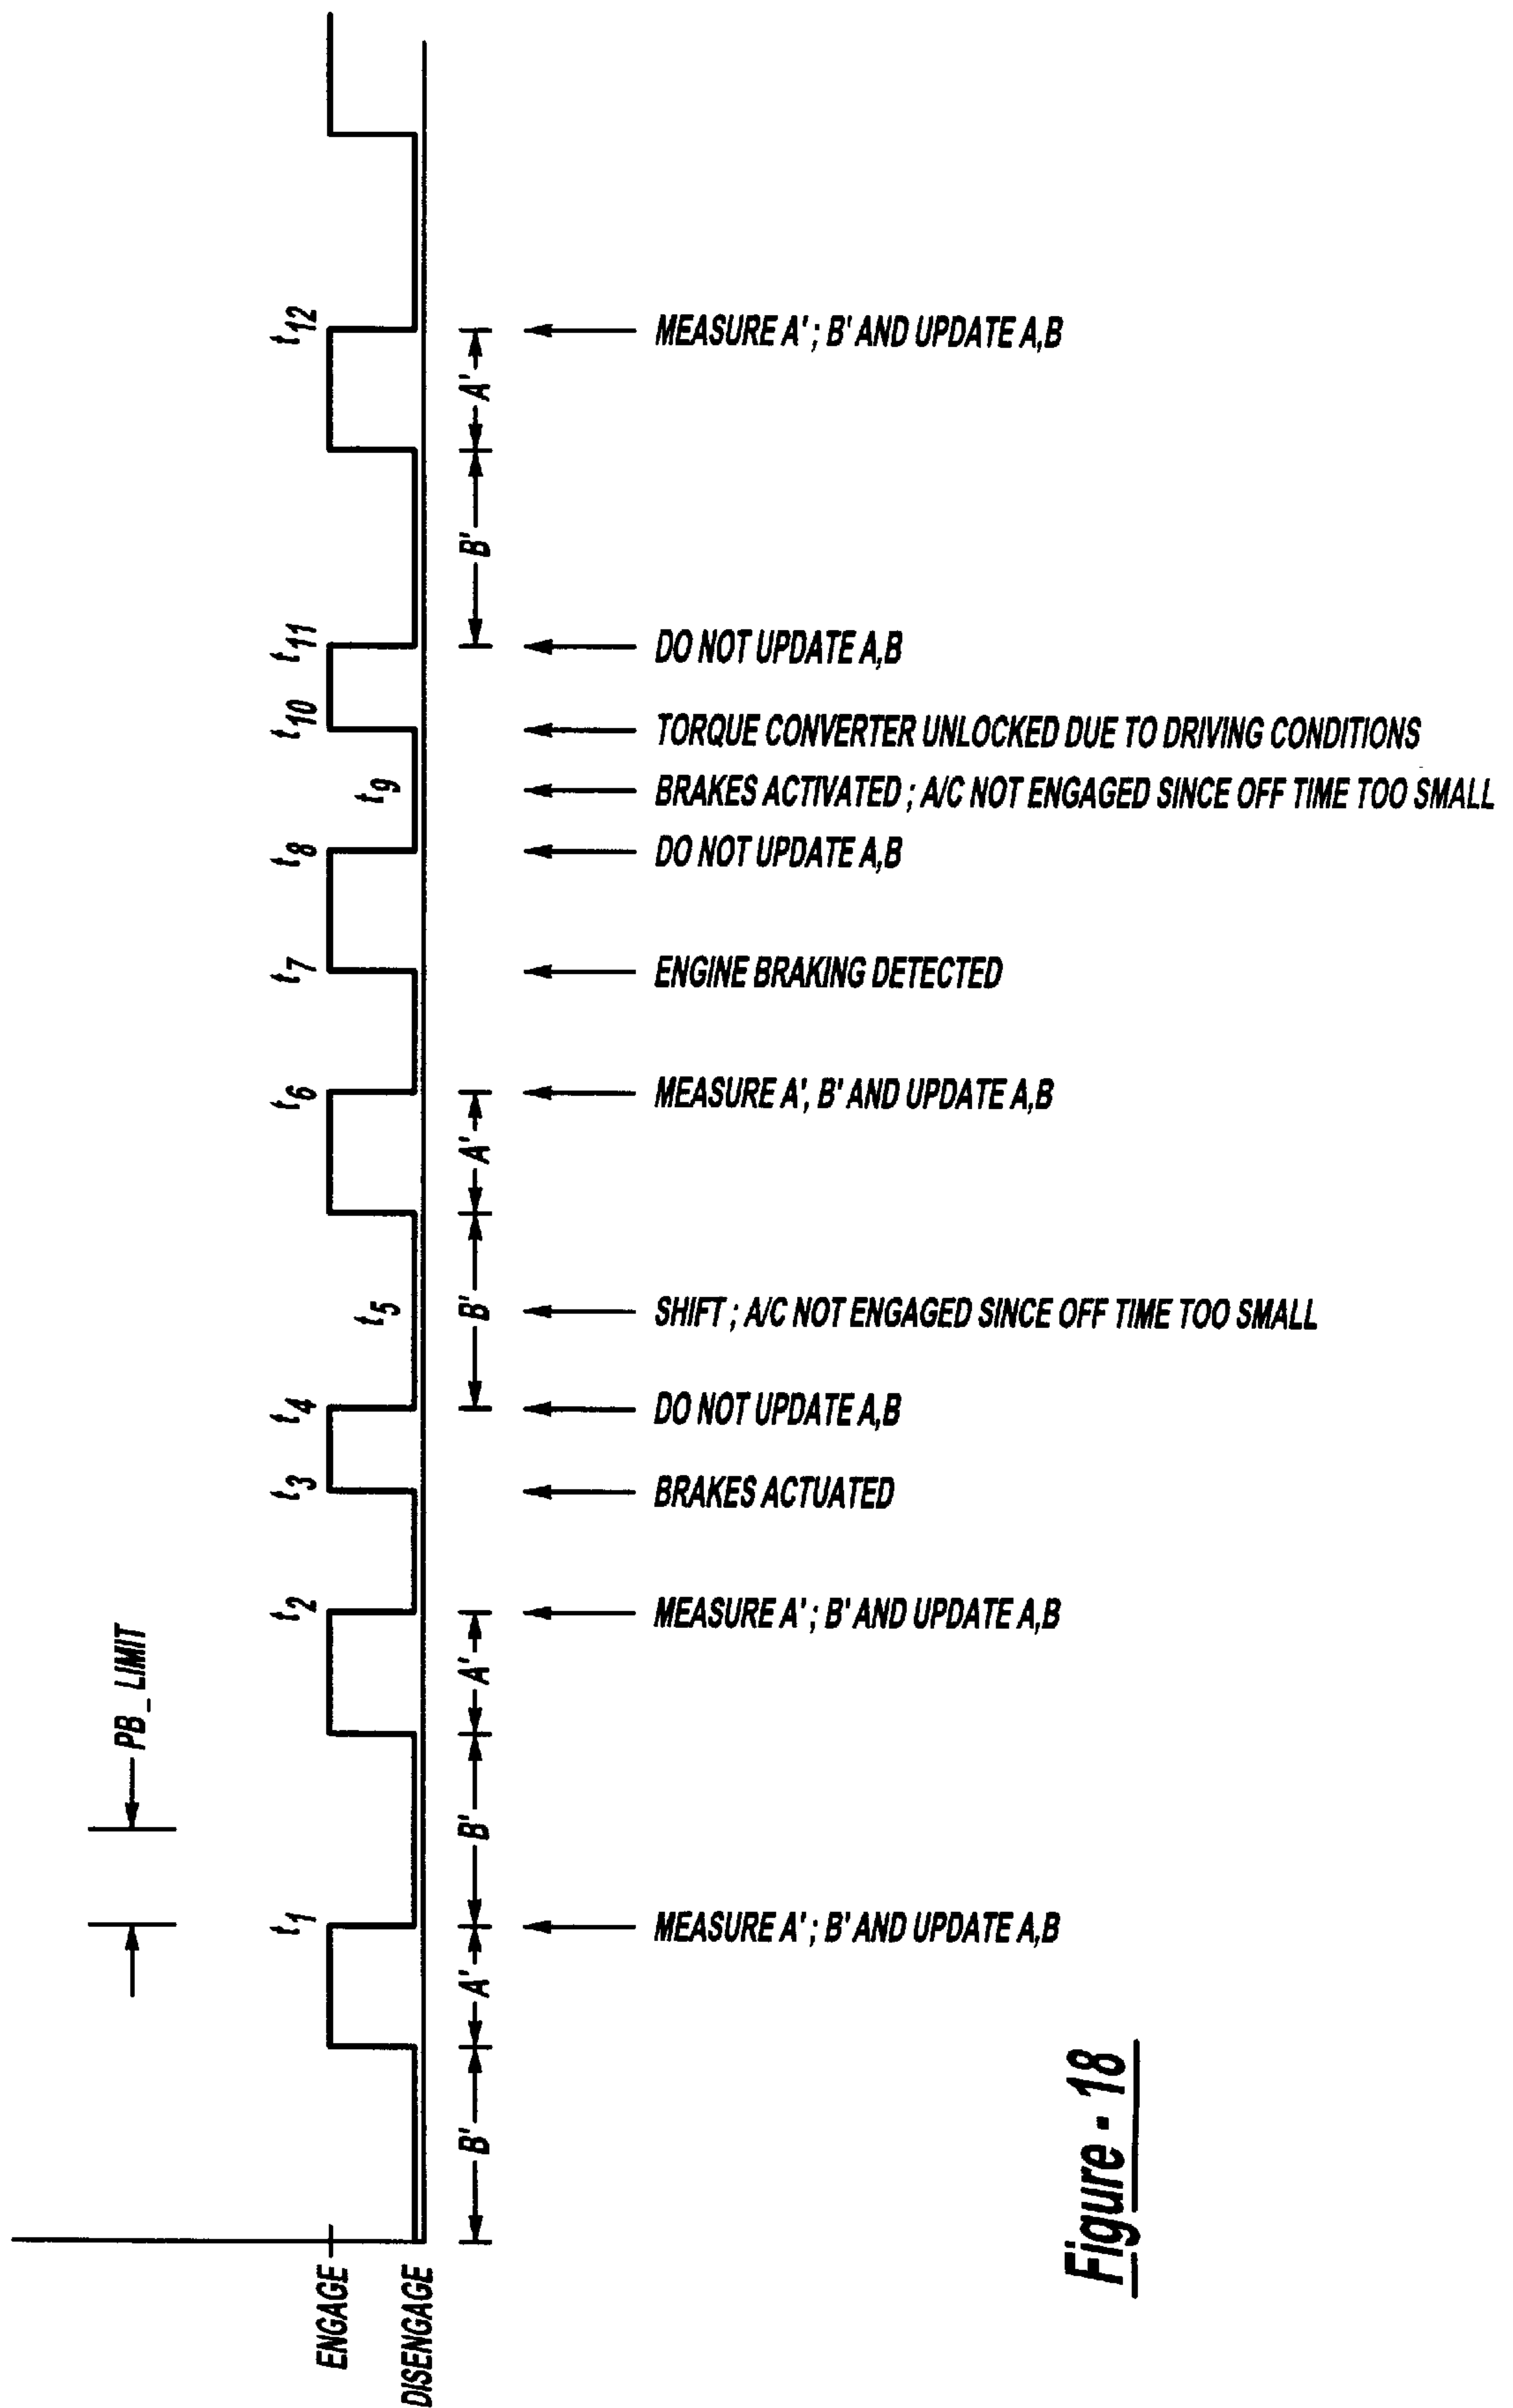 PB_LIMIT
ENGAGE
DISENGAGE
t1
t2
t3
t4
t5
t6
t7
t8
t9
t10
t11
t12
B'
A'
B'
A'
B'
A'
B'
A'
MEASURE A' ; B' AND UPDATE A,B
MEASURE A' ; B' AND UPDATE A,B
BRAKES ACTUATED
DO NOT UPDATE A,B
SHIFT ; A/C NOT ENGAGED SINCE OFF TIME TOO SMALL
MEASURE A', B' AND UPDATE A,B
ENGINE BRAKING DETECTED
DO NOT UPDATE A,B
BRAKES ACTIVATED ; A/C NOT ENGAGED SINCE OFF TIME TOO SMALL
TORQUE CONVERTER UNLOCKED DUE TO DRIVING CONDITIONS
DO NOT UPDATE A,B
MEASURE A' ; B' AND UPDATE A,B
Figure - 18